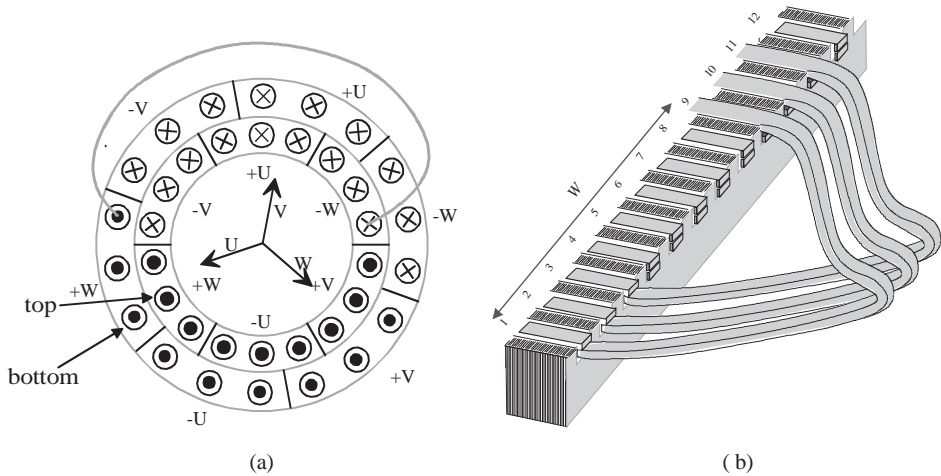 -V
+U
+U
-V
V
-W
-W
U
W
+W
+W
+V
top
-U
bottom
+V
-U
(a)
12
11
10
9
8
7
6
5
4
3
2
1
W
( b)